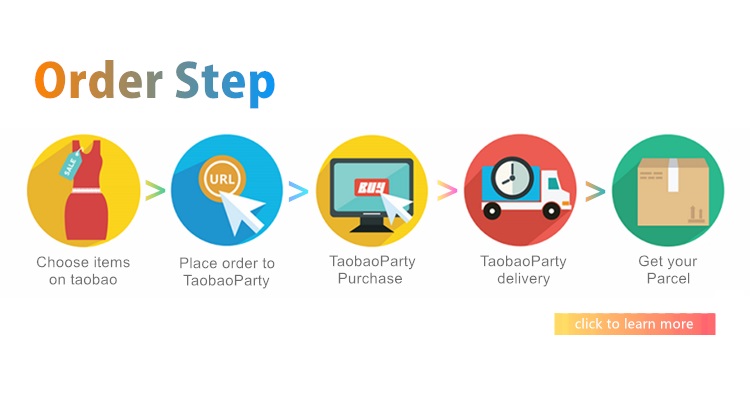 Order Step
SALE
URL
BUY
Choose items
on taobao
Place order to
TaobaoParty
TaobaoParty
Purchase
TaobaoParty
delivery
Get your
Parcel
click to learn more